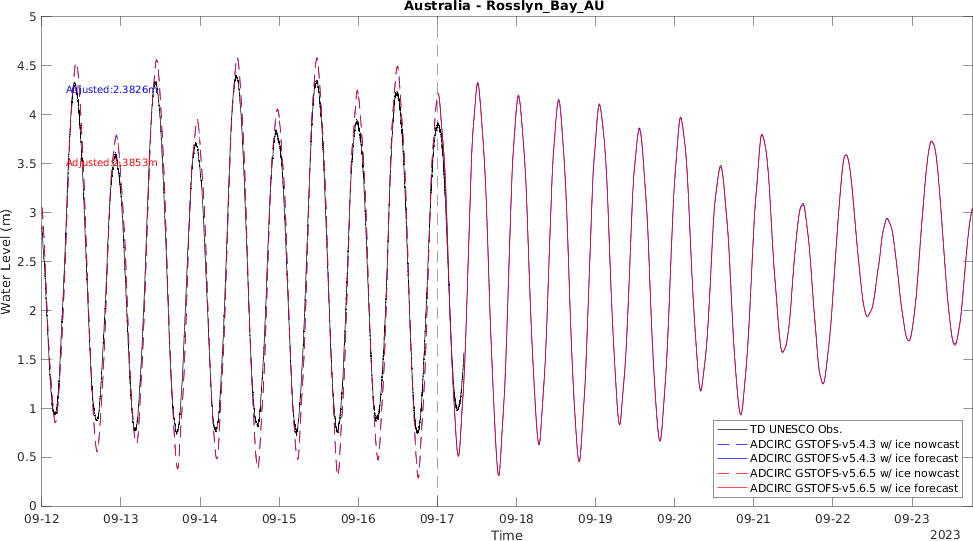 Australia - Rosslyn_Bay_AU
5
4.5
4
3.5
3
2.5
2
1.5
1
0.5
0
Water Level (m)
Adjusted:2.3826m
Adjusted:2.3853m
TD UNESCO Obs.
ADCIRC GSTOFS-v5.4.3 w/ ice nowcast
ADCIRC GSTOFS-v5.4.3 w/ ice forecast
ADCIRC GSTOFS-v5.6.5 w/ ice nowcast
ADCIRC GSTOFS-v5.6.5 w/ ice forecast
09-12 09-13 09-14 09-15 09-16 09-17 09-18 09-19 09-20 09-21 09-22 09-23
Time
2023